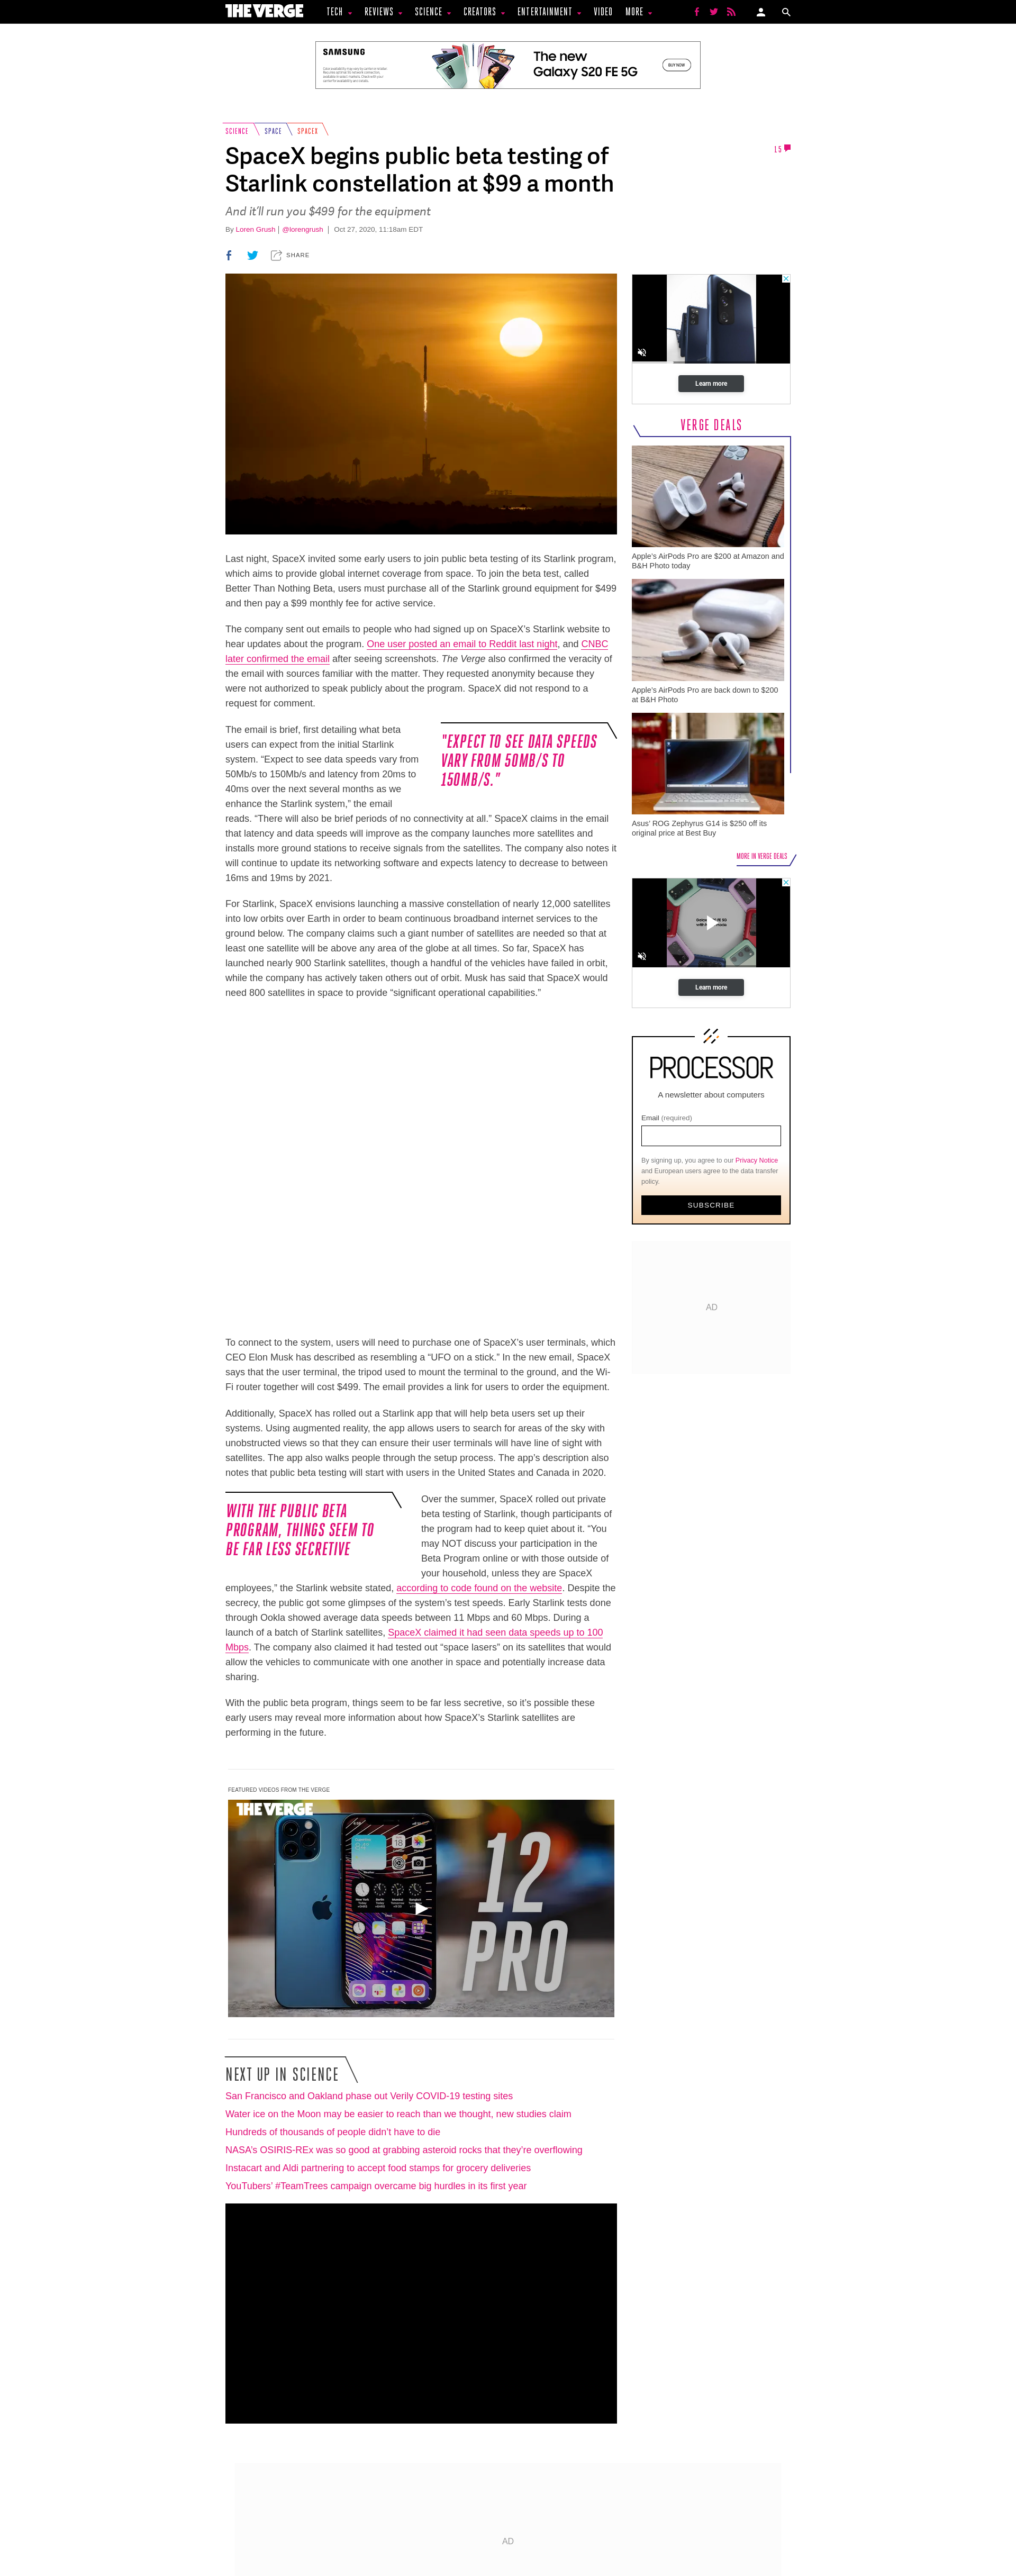 THE VERGE
TECH
REVIEWS
SCIENCE
CREATORS
ENTERTAINMENT
VIDEO
MORE
SAMSUNG
The new
Galaxy S20 FE 5G
BUY NOW
SCIENCE
SPACE
SPACEX
SpaceX begins public beta testing of
Starlink constellation at $99 a month
15
And it’ll run you $499 for the equipment
By Loren Grush | @lorengrush | Oct 27, 2020, 11:18am EDT
SHARE
Last night, SpaceX invited some early users to join public beta testing of its Starlink program,
which aims to provide global internet coverage from space. To join the beta test, called
Better Than Nothing Beta, users must purchase all of the Starlink ground equipment for $499
and then pay a $99 monthly fee for active service.
The company sent out emails to people who had signed up on SpaceX’s Starlink website to
hear updates about the program. One user posted an email to Reddit last night, and CNBC
later confirmed the email after seeing screenshots. The Verge also confirmed the veracity of
the email with sources familiar with the matter. They requested anonymity because they
were not authorized to speak publicly about the program. SpaceX did not respond to a
request for comment.
The email is brief, first detailing what beta
users can expect from the initial Starlink
system. “Expect to see data speeds vary from
50Mb/s to 150Mb/s and latency from 20ms to
40ms over the next several months as we
enhance the Starlink system,” the email
"EXPECT TO SEE DATA SPEEDS
VARY FROM 50MB/S TO
150MB/S."
reads. “There will also be brief periods of no connectivity at all.” SpaceX claims in the email
that latency and data speeds will improve as the company launches more satellites and
installs more ground stations to receive signals from the satellites. The company also notes it
will continue to update its networking software and expects latency to decrease to between
16ms and 19ms by 2021.
For Starlink, SpaceX envisions launching a massive constellation of nearly 12,000 satellites
into low orbits over Earth in order to beam continuous broadband internet services to the
ground below. The company claims such a giant number of satellites are needed so that at
least one satellite will be above any area of the globe at all times. So far, SpaceX has
launched nearly 900 Starlink satellites, though a handful of the vehicles have failed in orbit,
while the company has actively taken others out of orbit. Musk has said that SpaceX would
need 800 satellites in space to provide “significant operational capabilities.”
To connect to the system, users will need to purchase one of SpaceX’s user terminals, which
CEO Elon Musk has described as resembling a “UFO on a stick.” In the new email, SpaceX
says that the user terminal, the tripod used to mount the terminal to the ground, and the Wi-
Fi router together will cost $499. The email provides a link for users to order the equipment.
Additionally, SpaceX has rolled out a Starlink app that will help beta users set up their
systems. Using augmented reality, the app allows users to search for areas of the sky with
unobstructed views so that they can ensure their user terminals will have line of sight with
satellites. The app also walks people through the setup process. The app’s description also
notes that public beta testing will start with users in the United States and Canada in 2020.
WITH THE PUBLIC BETA
PROGRAM, THINGS SEEM TO
BE FAR LESS SECRETIVE
Over the summer, SpaceX rolled out private
beta testing of Starlink, though participants of
the program had to keep quiet about it. “You
may NOT discuss your participation in the
Beta Program online or with those outside of
your household, unless they are SpaceX
employees,” the Starlink website stated, according to code found on the website. Despite the
secrecy, the public got some glimpses of the system’s test speeds. Early Starlink tests done
through Ookla showed average data speeds between 11 Mbps and 60 Mbps. During a
launch of a batch of Starlink satellites, SpaceX claimed it had seen data speeds up to 100
Mbps. The company also claimed it had tested out “space lasers” on its satellites that would
allow the vehicles to communicate with one another in space and potentially increase data
sharing.
With the public beta program, things seem to be far less secretive, so it’s possible these
early users may reveal more information about how SpaceX’s Starlink satellites are
performing in the future.
FEATURED VIDEOS FROM THE VERGE
THE VERGE
12
PRO
NEXT UP IN SCIENCE
San Francisco and Oakland phase out Verily COVID-19 testing sites
Water ice on the Moon may be easier to reach than we thought, new studies claim
Hundreds of thousands of people didn’t have to die
NASA’s OSIRIS-REx was so good at grabbing asteroid rocks that they’re overflowing
Instacart and Aldi partnering to accept food stamps for grocery deliveries
YouTubers’ #TeamTrees campaign overcame big hurdles in its first year
Learn more
VERGE DEALS
Apple’s AirPods Pro are $200 at Amazon and
B&H Photo today
Apple’s AirPods Pro are back down to $200
at B&H Photo
Asus’ ROG Zephyrus G14 is $250 off its
original price at Best Buy
MORE IN VERGE DEALS
Learn more
PROCESSOR
A newsletter about computers
Email (required)
By signing up, you agree to our Privacy Notice
and European users agree to the data transfer
policy.
SUBSCRIBE
AD
AD